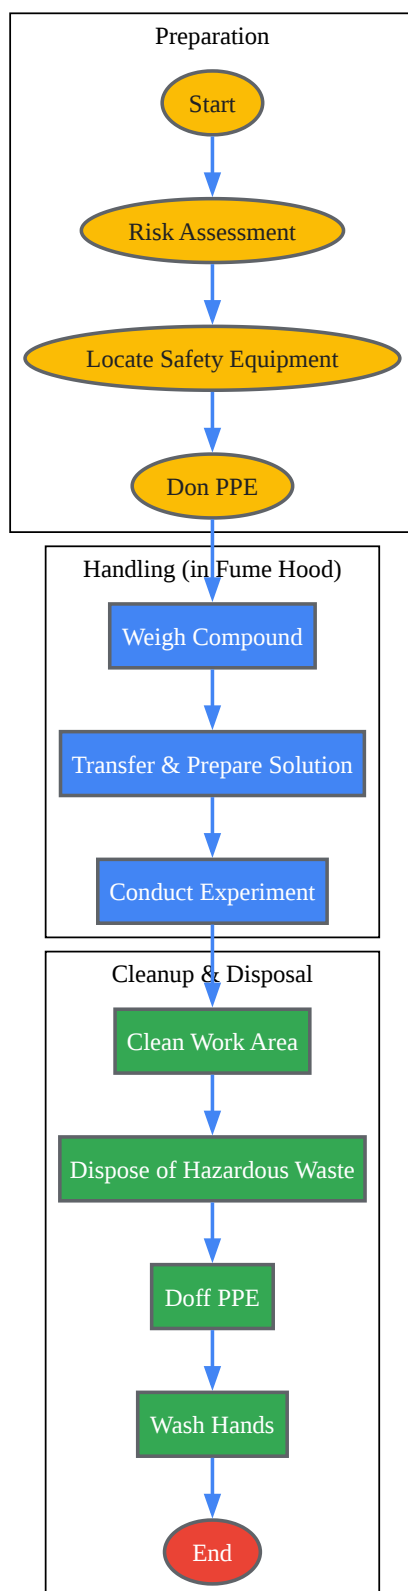 Preparation
Start
Risk Assessment
Locate Safety Equipment
Don PPE
Handling (in Fume Hood)
Weigh Compound
Transfer & Prepare Solution
Conduct Experiment
Cleanup & Disposal
Clean Work Area
Dispose of Hazardous Waste
Doff PPE
Wash Hands
End